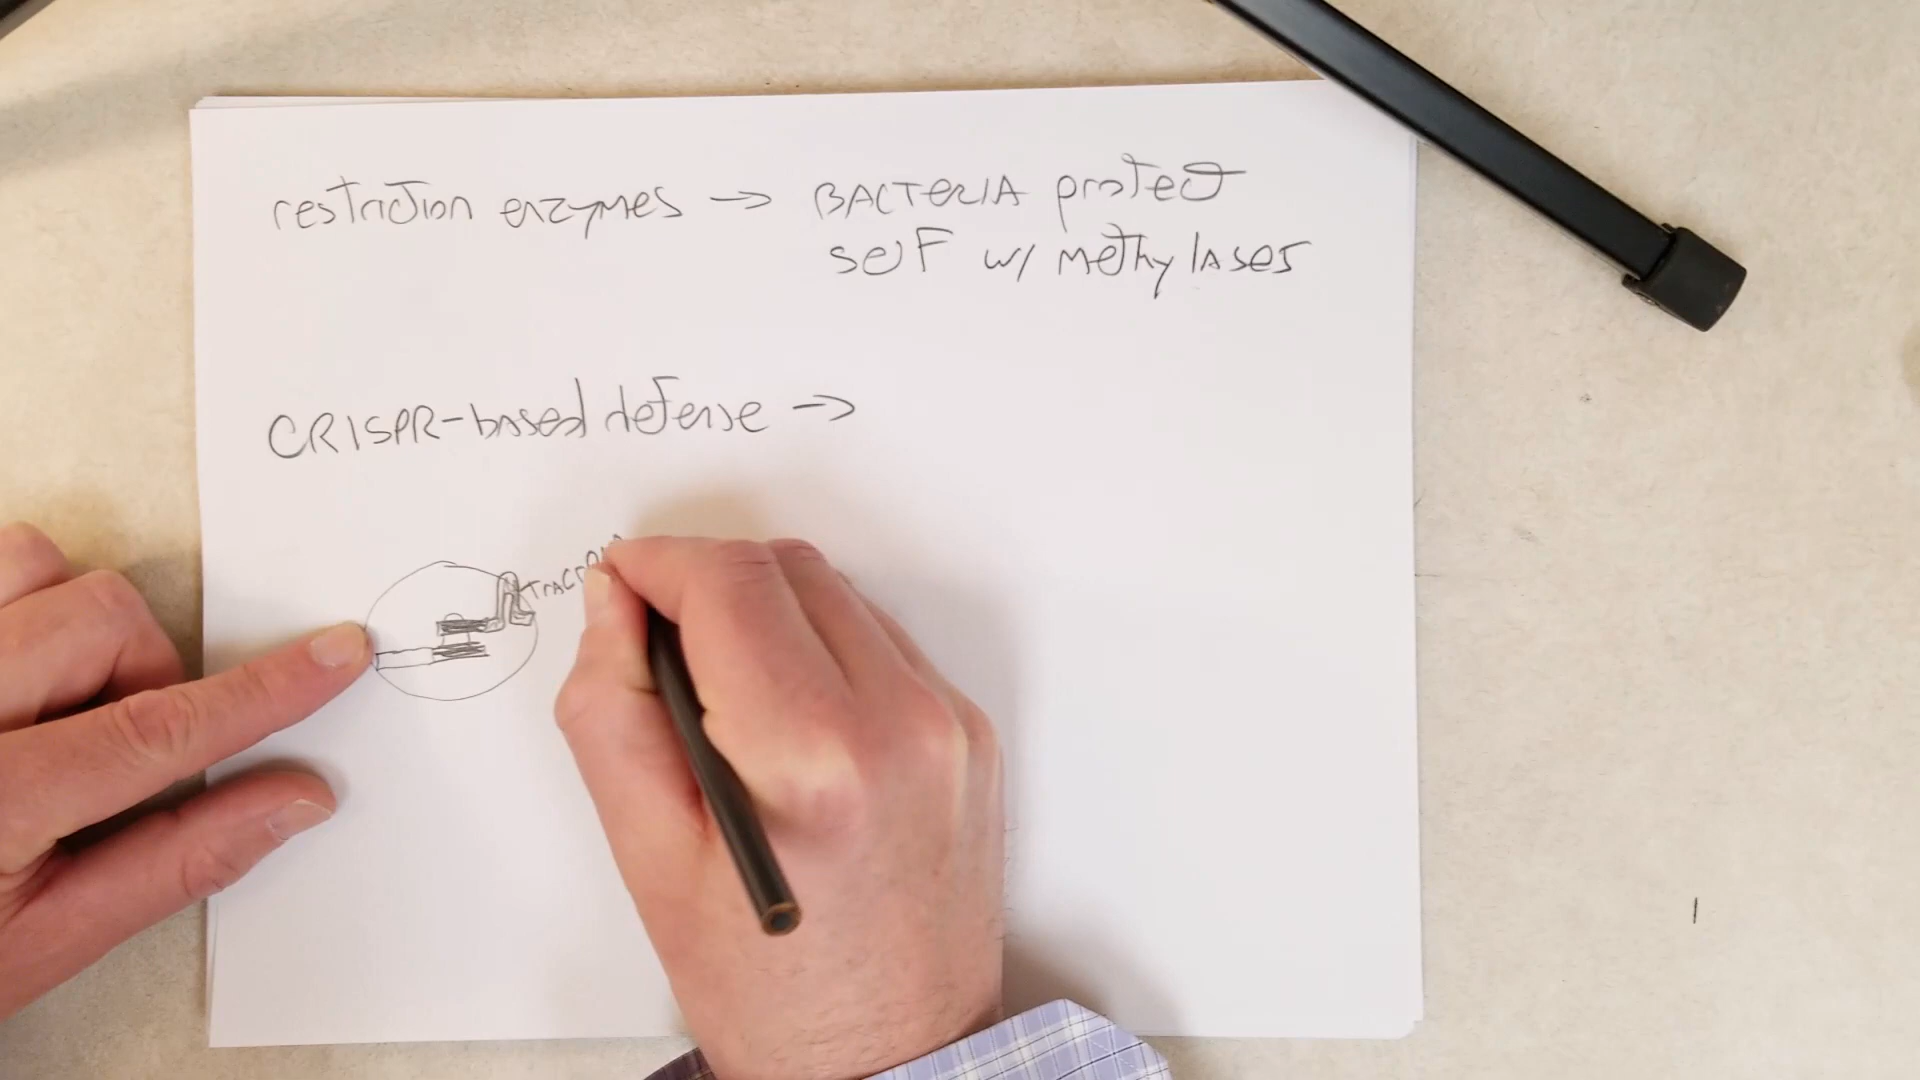 restriction enzymes → BACTERIA protect
self w/ methylases
CRISPR-based defense →